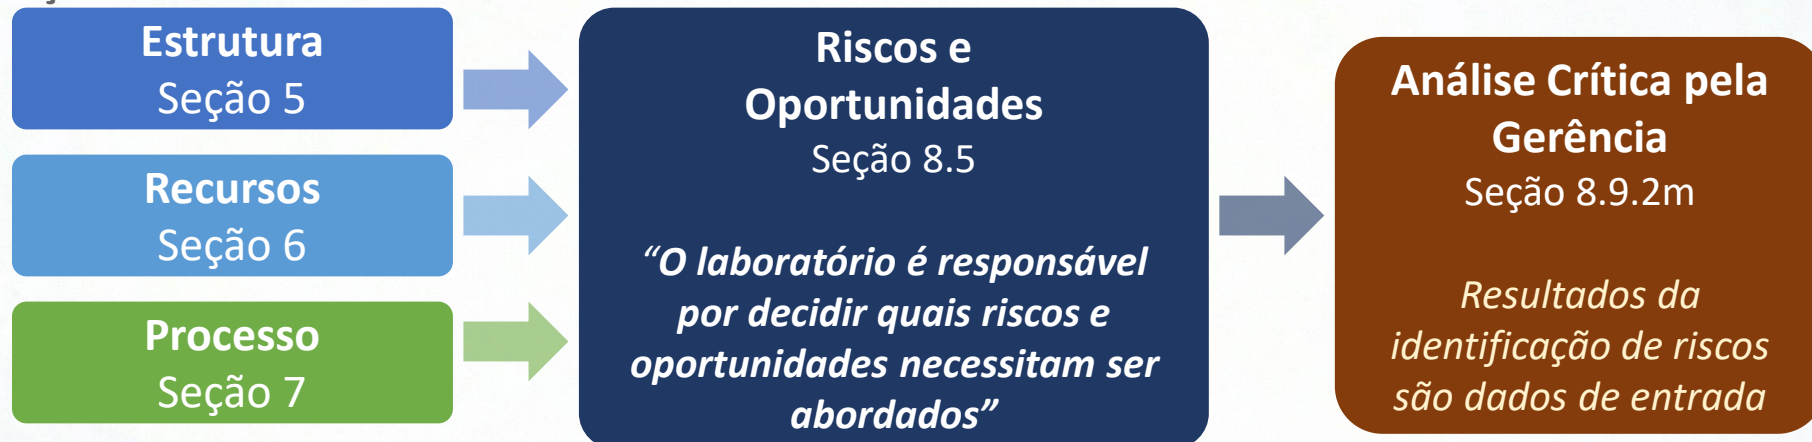 Estrutura
Seção 5
Recursos
Seção 6
Processo
Seção 7
Riscos e
Oportunidades
Seção 8.5
“O laboratório é responsável
por decidir quais riscos e
oportunidades necessitam ser
abordados”
Análise Crítica pela
Gerência
Seção 8.9.2m
Resultados da
identificação de riscos
são dados de entrada